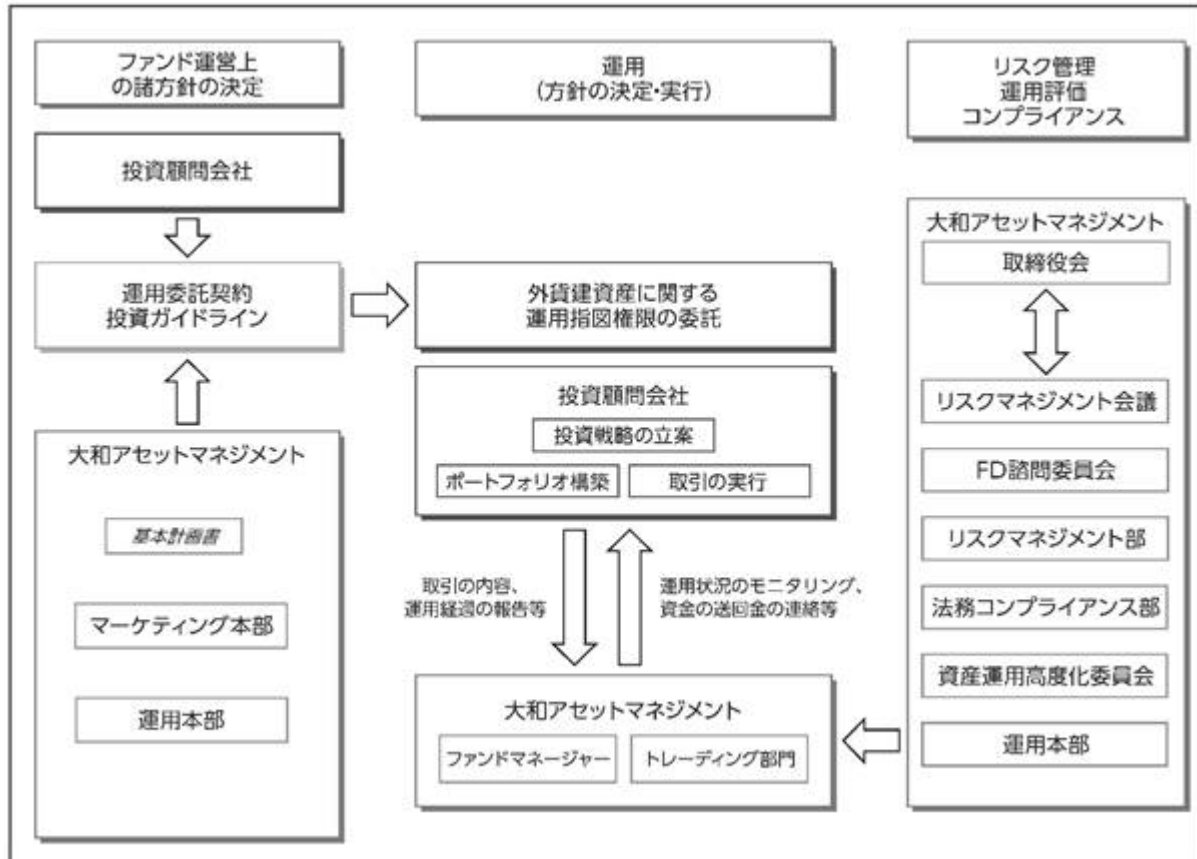 ファンド運営上
の諸方針の決定
投資顧問会社
運用委託契約
投資ガイドライン
大和アセットマネジメント
基本計画書
マーケティング本部
運用本部
運用
(方針の決定・実行)
外貨建資産に関する
運用指図権限の委託
投資顧問会社
投資戦略の立案
ポートフォリオ構築
取引の実行
取引の内容、
運用経過の報告等
運用状況のモニタリング、
資金の送回金の連絡等
大和アセットマネジメント
ファンドマネージャー
トレーディング部門
リスク管理
運用評価
コンプライアンス
大和アセットマネジメント
取締役会
リスクマネジメント会議
FD諮問委員会
リスクマネジメント部
法務コンプライアンス部
資産運用高度化委員会
運用本部